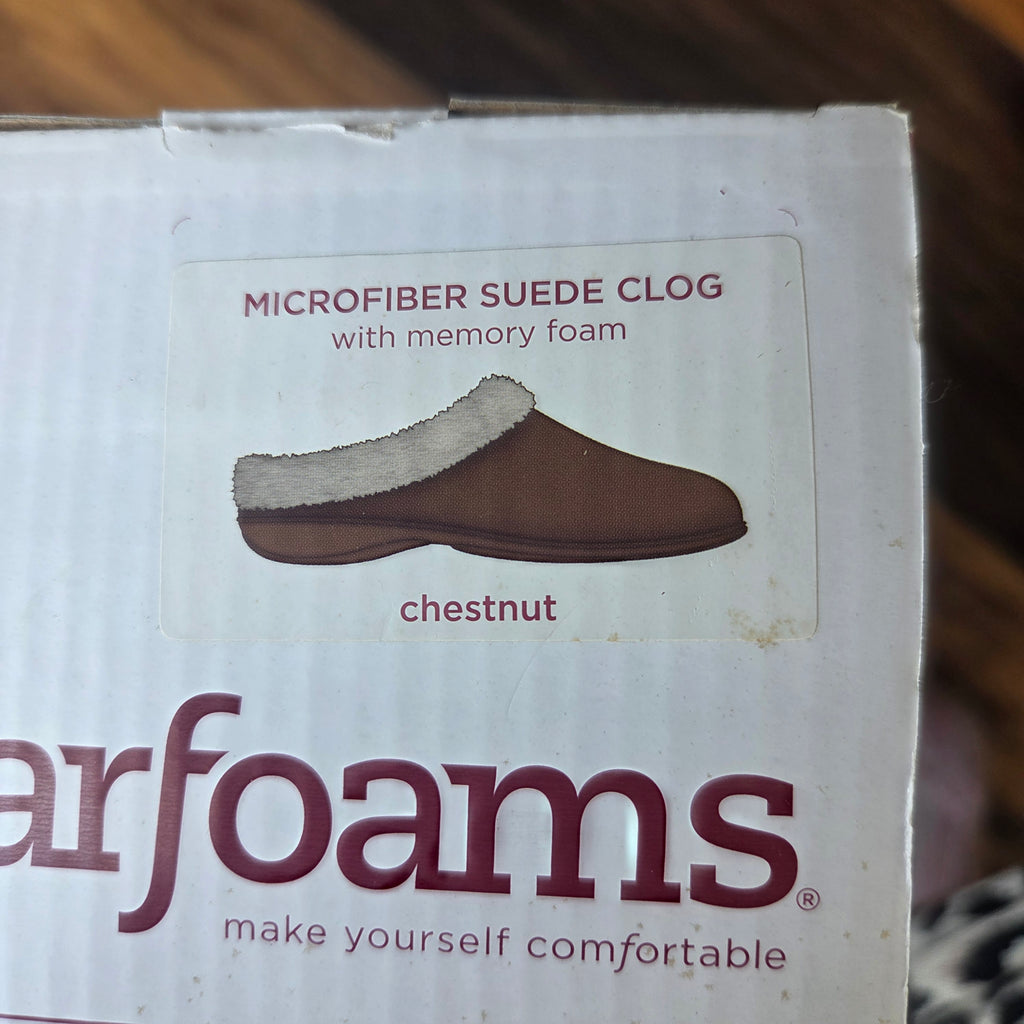 MICROFIBER SUEDE CLOG
with memory foam
chestnut
arfoams®
make yourself comfortable